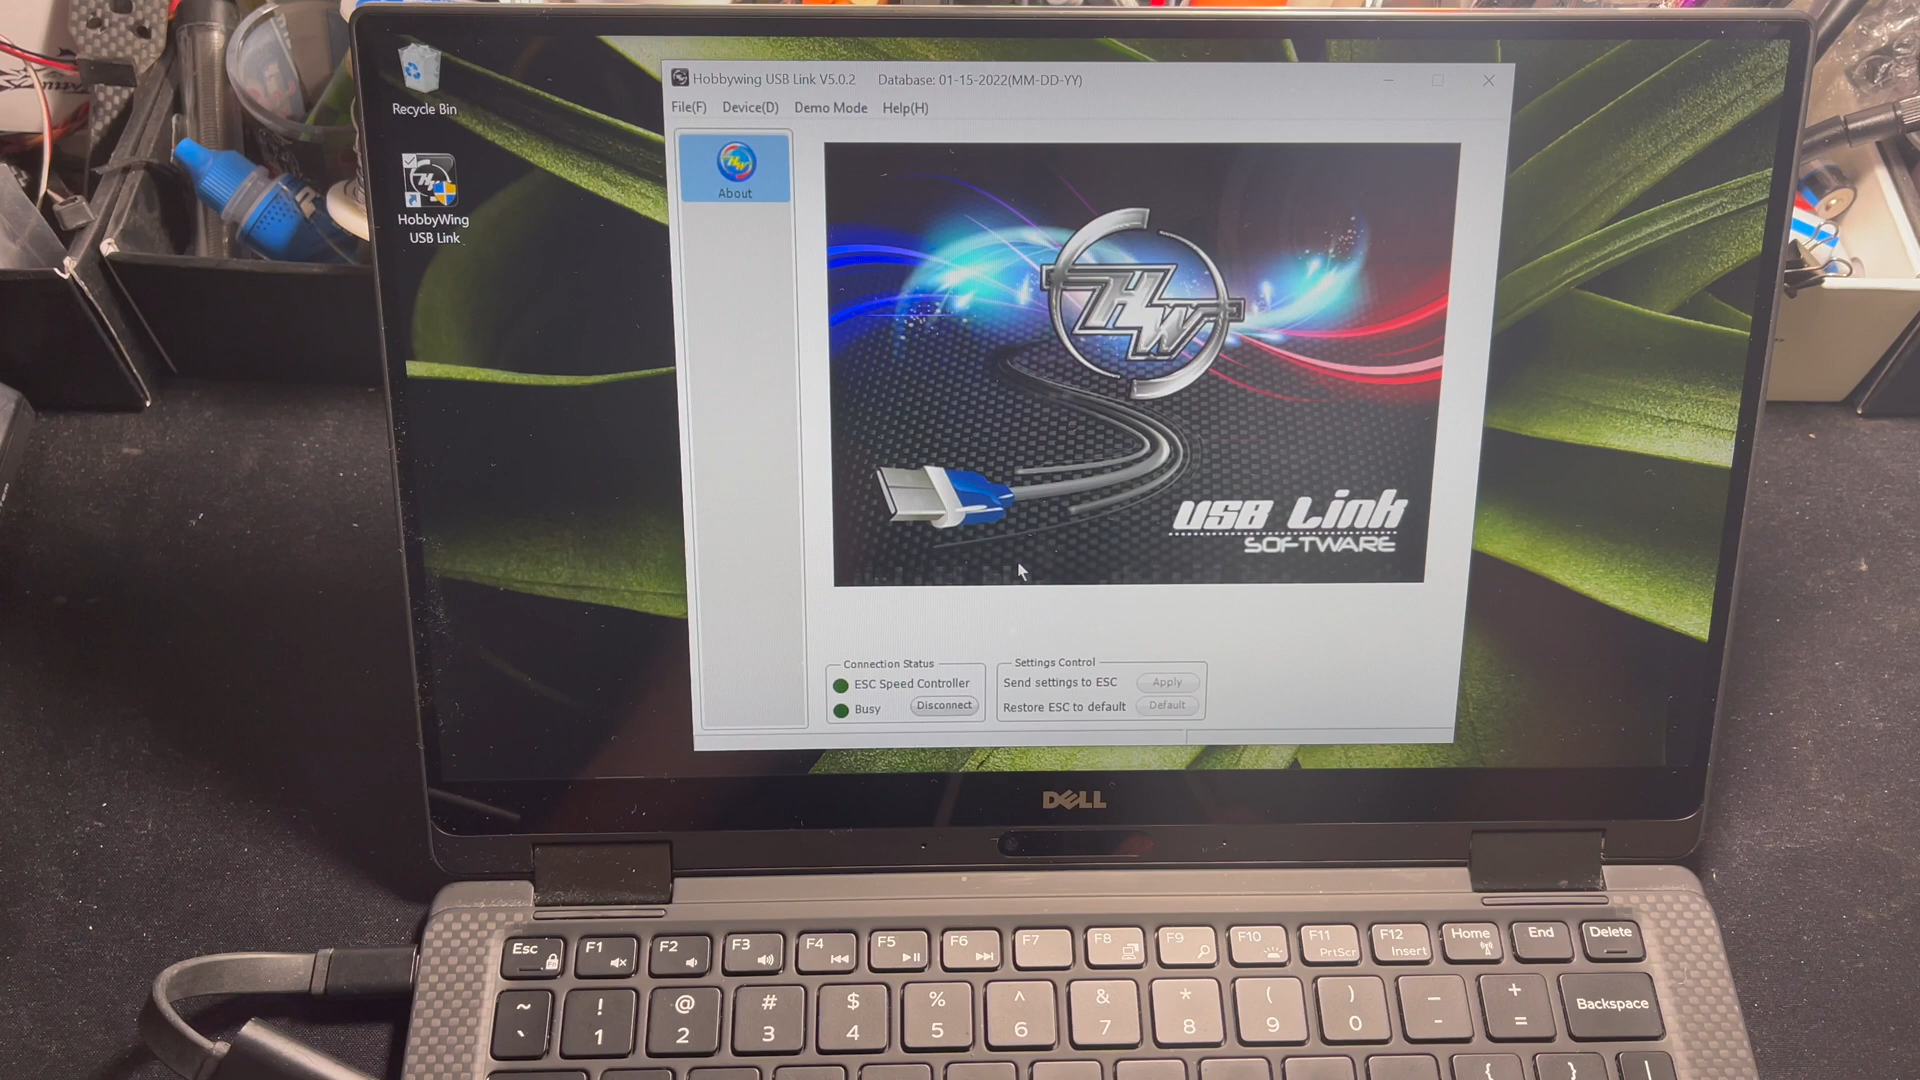 Recycle Bin
HobbyWing
USB Link
Hobbywing USB Link V5.0.2 Database: 01-15-2022(MM-DD-YY)
File(F) Device(D) Demo Mode Help(H)
About
HW
USB Link
SOFTWARE
Connection Status
ESC Speed Controller
Busy Disconnect
Settings Control
Send settings to ESC Apply
Restore ESC to default Default
DELL
Esc F1 F2 F3 F4 F5 F6 F7 F8 F9 F10 F11 PrtScr F12 Insert Home End Delete
~ ! @ # $ % ^ & * ( ) — +
` 1 2 3 4 5 6 7 8 9 0 - = Backspace
{ } |